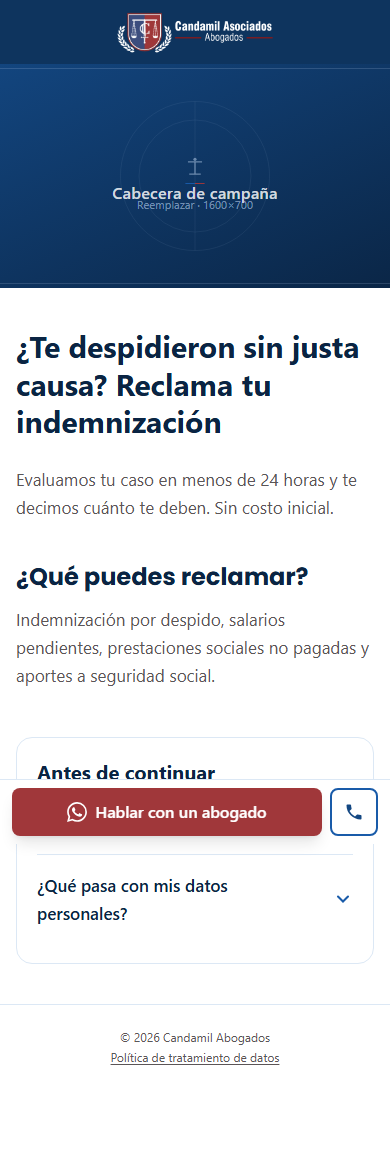 Candamil Asociados
Abogados
Cabecera de campaña
Reemplazar · 1600×700
¿Te despidieron sin justa
causa? Reclama tu
indemnización
Evaluamos tu caso en menos de 24 horas y te
decimos cuánto te deben. Sin costo inicial.
¿Qué puedes reclamar?
Indemnización por despido, salarios
pendientes, prestaciones sociales no pagadas y
aportes a seguridad social.
Antes de continuar
Hablar con un abogado
¿Qué pasa con mis datos
personales?
© 2026 Candamil Abogados
Política de tratamiento de datos